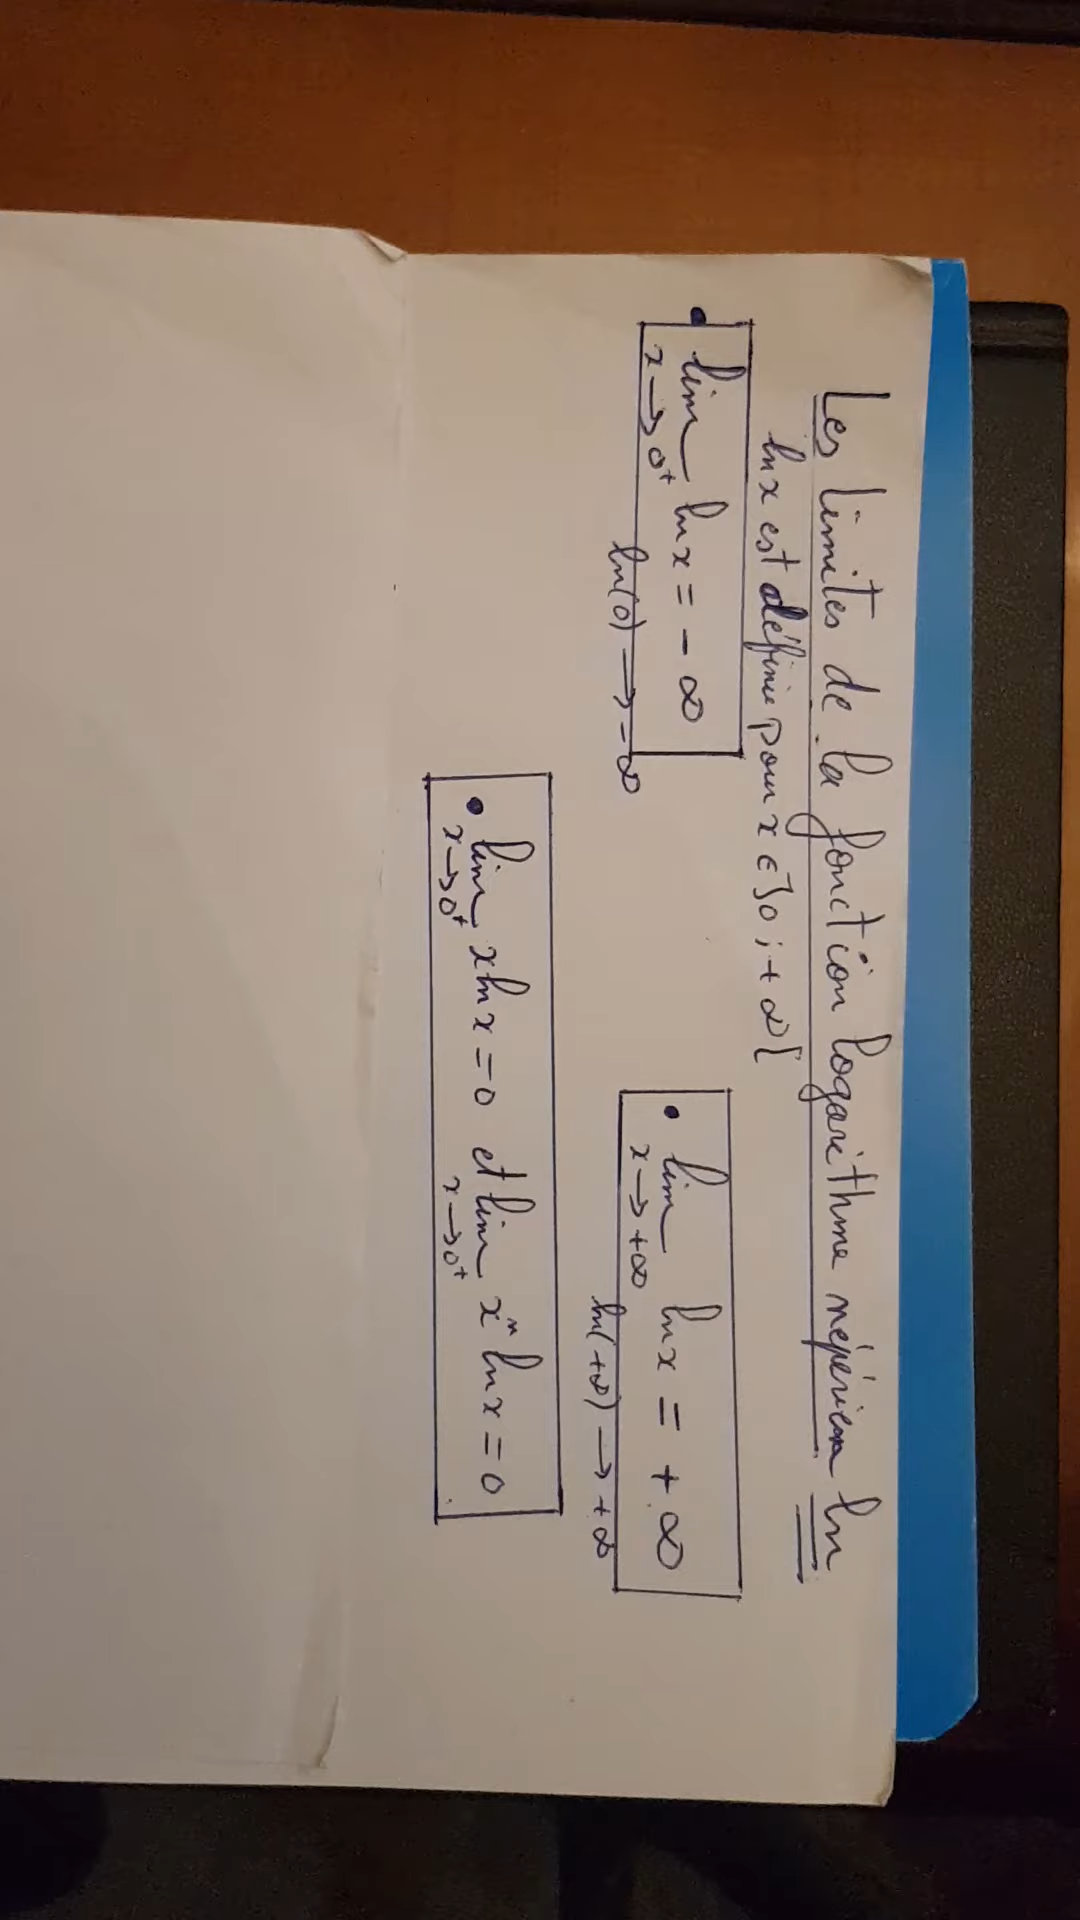 Les limites de la fonction logarithme népérien ln
ln x est définie pour x ∈ ]0 ; + ∞[
• lim ln x = - ∞
x → 0⁺
ln(0) → - ∞
• lim ln x = + ∞
x → +∞
ln(+∞) → + ∞
• lim x ln x = 0 et lim xⁿ ln x = 0
x → 0⁺ x → 0⁺